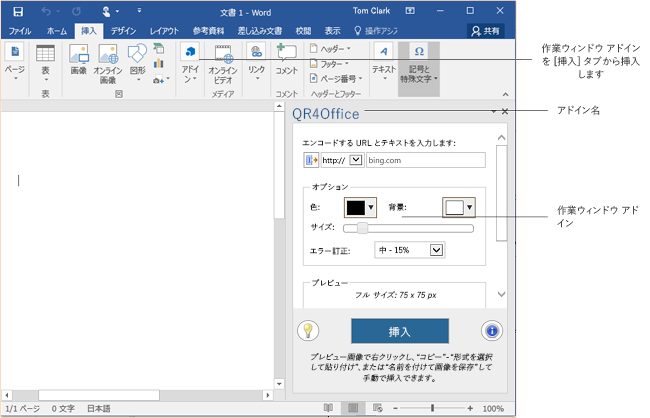 文書 1 - Word
Tom Clark
ファイル ホーム 挿入 デザイン レイアウト 参考資料 差し込み文書 校閲 表示 操作アシス 共有
ページ
表
画像
オンライン
画像
図形
アドイ
ン
オンライン
ビデオ
リンク
コメント
ヘッダー
フッター
ページ番号
テキスト
記号と
特殊文字
表 図 メディア コメント ヘッダーとフッター
作業ウィンドウ アドイン
を [挿入] タブから挿入
します
QR4Office
アドイン名
エンコードする URL とテキストを入力します:
http:// bing.com
オプション
色: 背景:
作業ウィンドウ アド
イン
サイズ:
エラー訂正: 中 - 15%
プレビュー
フル サイズ: 75 x 75 px
挿入
プレビュー画像で右クリックし、"コピー"-"形式を選択
して貼り付け"、または"名前を付けて画像を保存"して
手動で挿入できます。
1/1 ページ 0 文字 日本語 100%